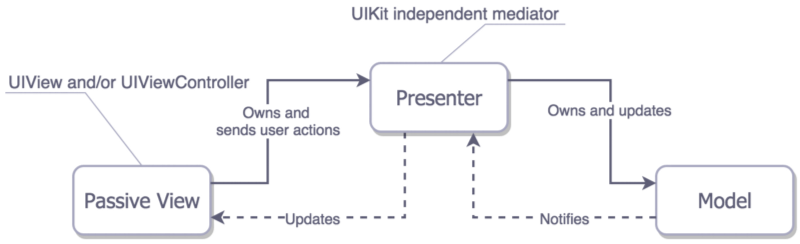 UIKit independent mediator
UIView and/or UIViewController
Presenter
Owns and
sends user actions
Owns and updates
Passive View
Model
Updates
Notifies